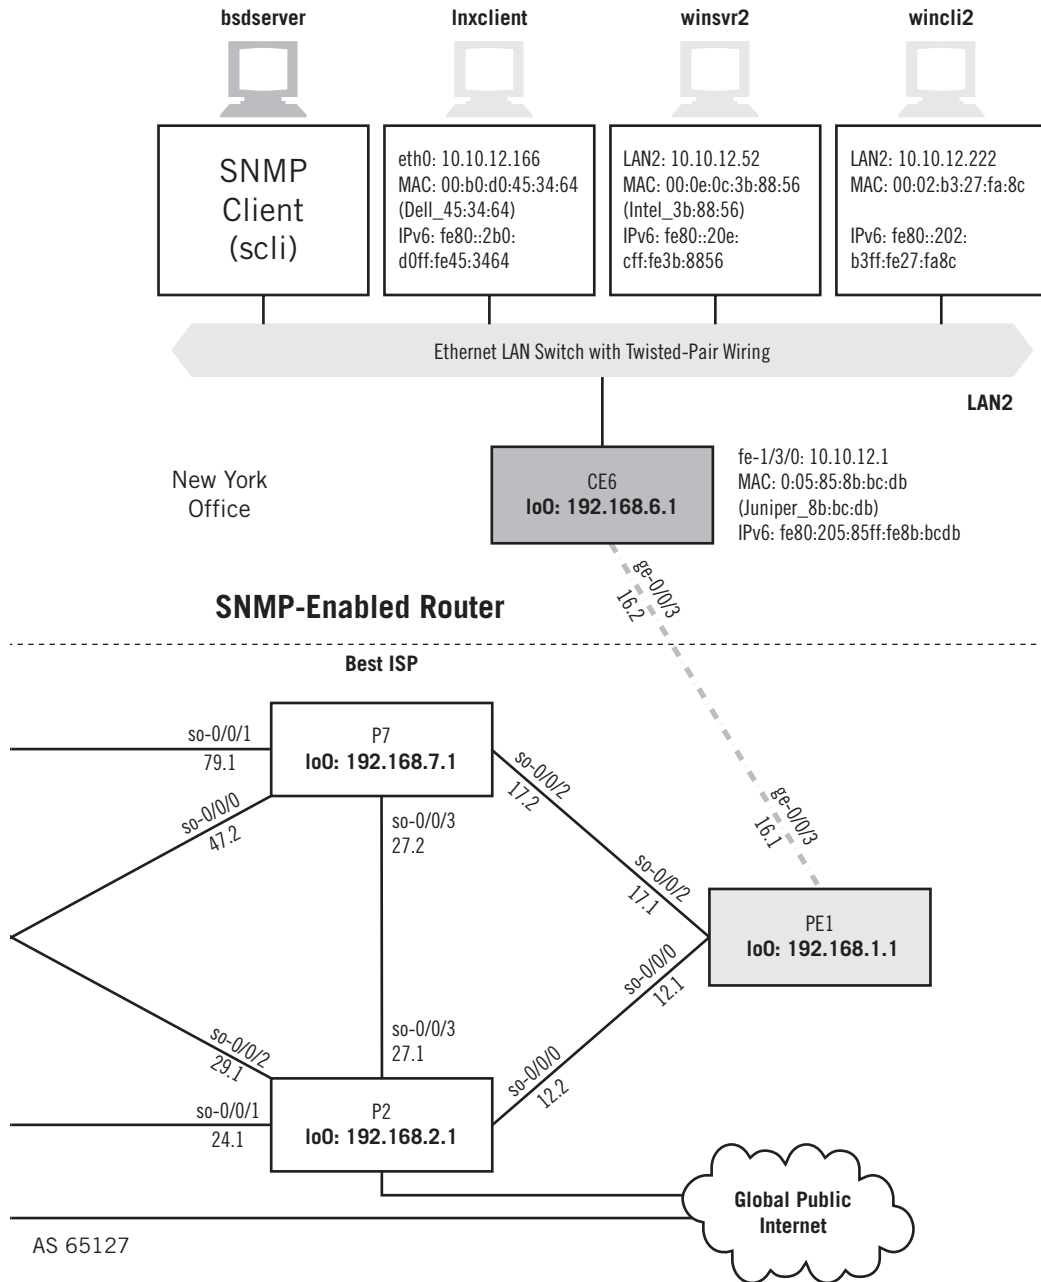 bsdserver
lnxclient
winsvr2
wincli2
SNMP
Client
(scli)
eth0: 10.10.12.166
MAC: 00:b0:d0:45:34:64
(Dell_45:34:64)
IPv6: fe80::2b0:
d0ff:fe45:3464
LAN2: 10.10.12.52
MAC: 00:0e:0c:3b:88:56
(Intel_3b:88:56)
IPv6: fe80::20e:
cff:fe3b:8856
LAN2: 10.10.12.222
MAC: 00:02:b3:27:fa:8c
IPv6: fe80::202:
b3ff:fe27:fa8c
Ethernet LAN Switch with Twisted-Pair Wiring
LAN2
New York
Office
CE6
lo0: 192.168.6.1
fe-1/3/0: 10.10.12.1
MAC: 0:05:85:8b:bc:db
(Juniper_8b:bc:db)
IPv6: fe80:205:85ff:fe8b:bcdb
ge-0/0/3
16.2
SNMP-Enabled Router
Best ISP
so-0/0/1
79.1
P7
lo0: 192.168.7.1
so-0/0/2
17.2
so-0/0/0
47.2
so-0/0/3
27.2
ge-0/0/3
16.1
so-0/0/2
17.1
PE1
lo0: 192.168.1.1
so-0/0/0
12.1
so-0/0/2
29.1
so-0/0/3
27.1
so-0/0/0
12.2
so-0/0/1
24.1
P2
lo0: 192.168.2.1
Global Public
Internet
AS 65127